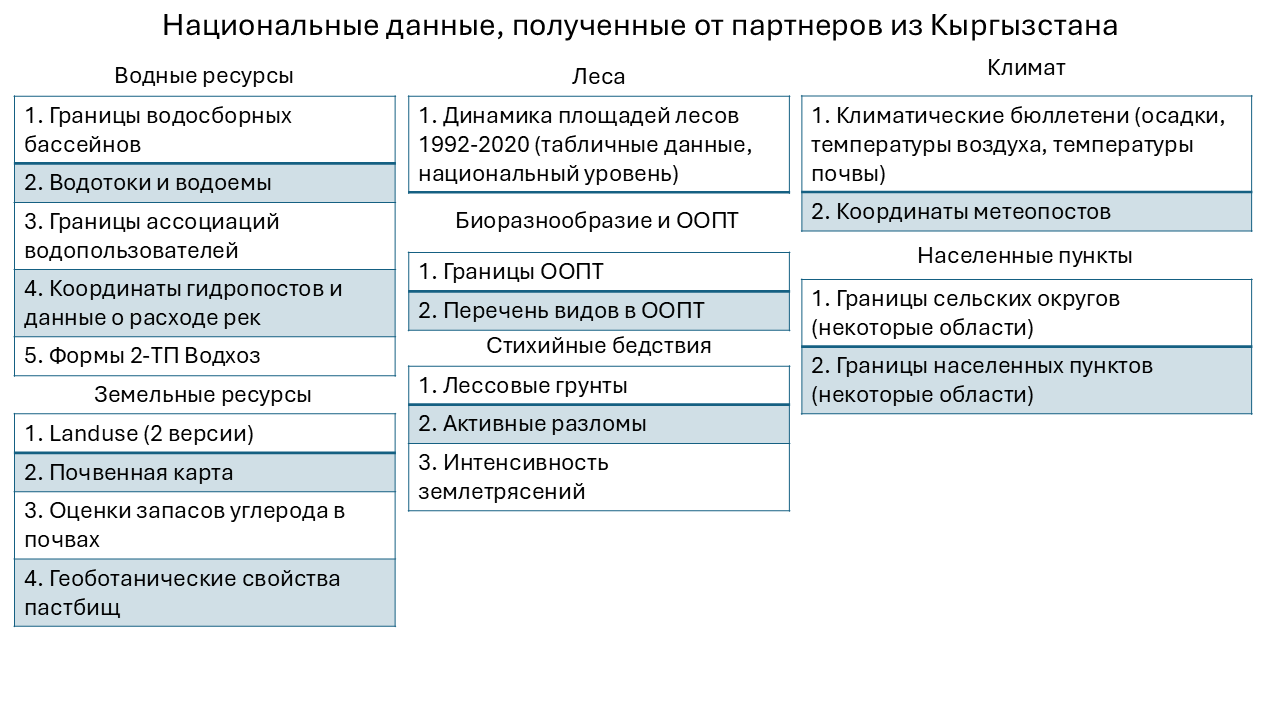 Национальные данные, полученные от партнеров из Кыргызстана
Водные ресурсы
1. Границы водосборных
бассейнов
2. Водотоки и водоемы
3. Границы ассоциаций
водопользователей
4. Координаты гидропостов и
данные о расходе рек
5. Формы 2-ТП Водхоз
Земельные ресурсы
1. Landuse (2 версии)
2. Почвенная карта
3. Оценки запасов углерода в
почвах
4. Геоботанические свойства
пастбищ
Леса
1. Динамика площадей лесов
1992-2020 (табличные данные,
национальный уровень)
Биоразнообразие и ООПТ
1. Границы ООПТ
2. Перечень видов в ООПТ
Стихийные бедствия
1. Лессовые грунты
2. Активные разломы
3. Интенсивность
землетрясений
Климат
1. Климатические бюллетени (осадки,
температуры воздуха, температуры
почвы)
2. Координаты метеопостов
Населенные пункты
1. Границы сельских округов
(некоторые области)
2. Границы населенных пунктов
(некоторые области)